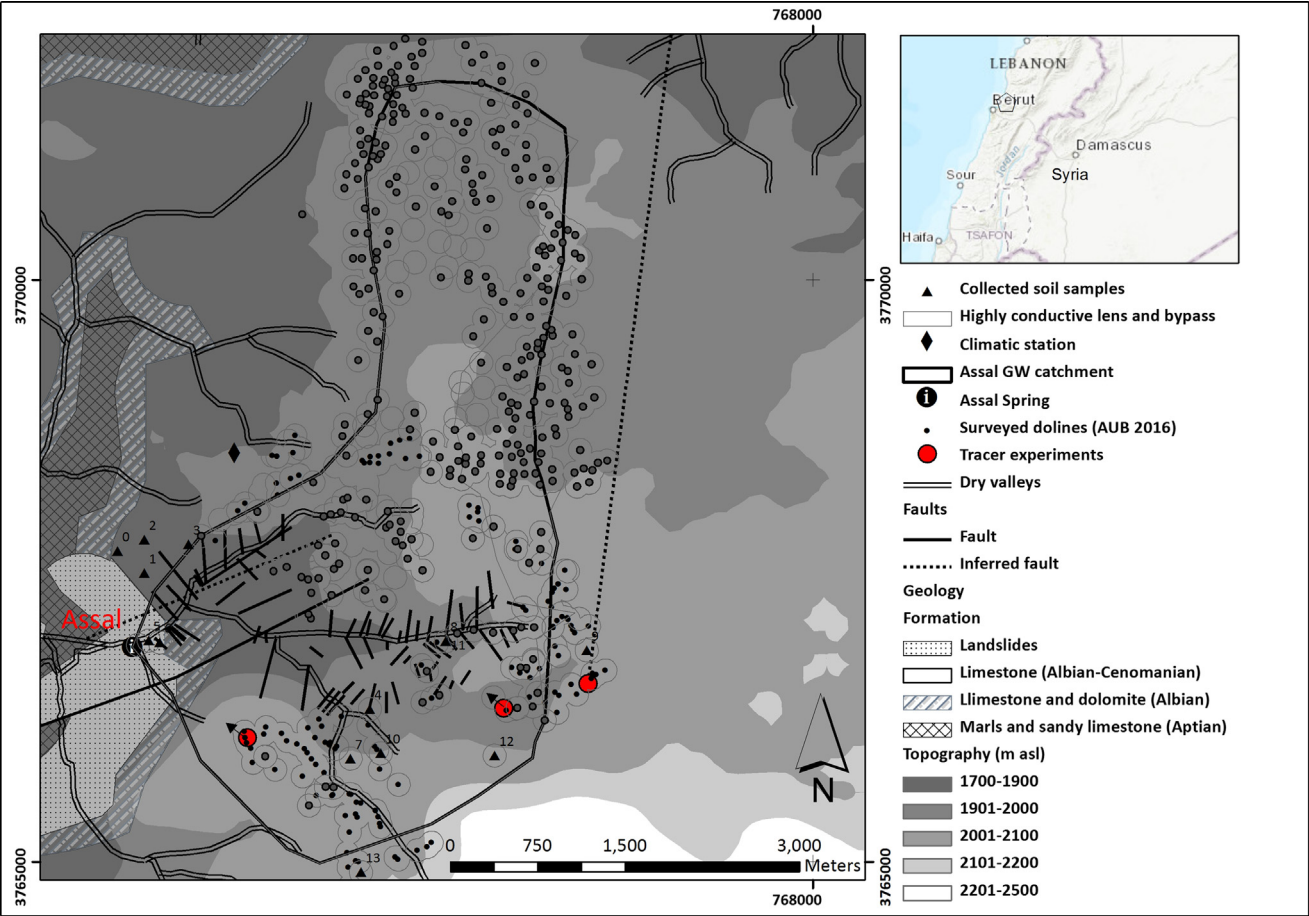 768000
3770000
3765000
2
0
3
1
5
Assal
8
11
9
4
10
7
12
13
N
0 750 1,500 3,000
Meters
768000
3770000
3765000
LEBANON
Beirut
Damascus
Jordan
Syria
Sour
Haifa
TSAFON
Collected soil samples
Highly conductive lens and bypass
Climatic station
Assal GW catchment
i
Assal Spring
Surveyed dolines (AUB 2016)
Tracer experiments
Dry valleys
Faults
Fault
Inferred fault
Geology
Formation
Landslides
Limestone (Albian-Cenomanian)
Llimestone and dolomite (Albian)
Marls and sandy limestone (Aptian)
Topography (m asl)
1700-1900
1901-2000
2001-2100
2101-2200
2201-2500